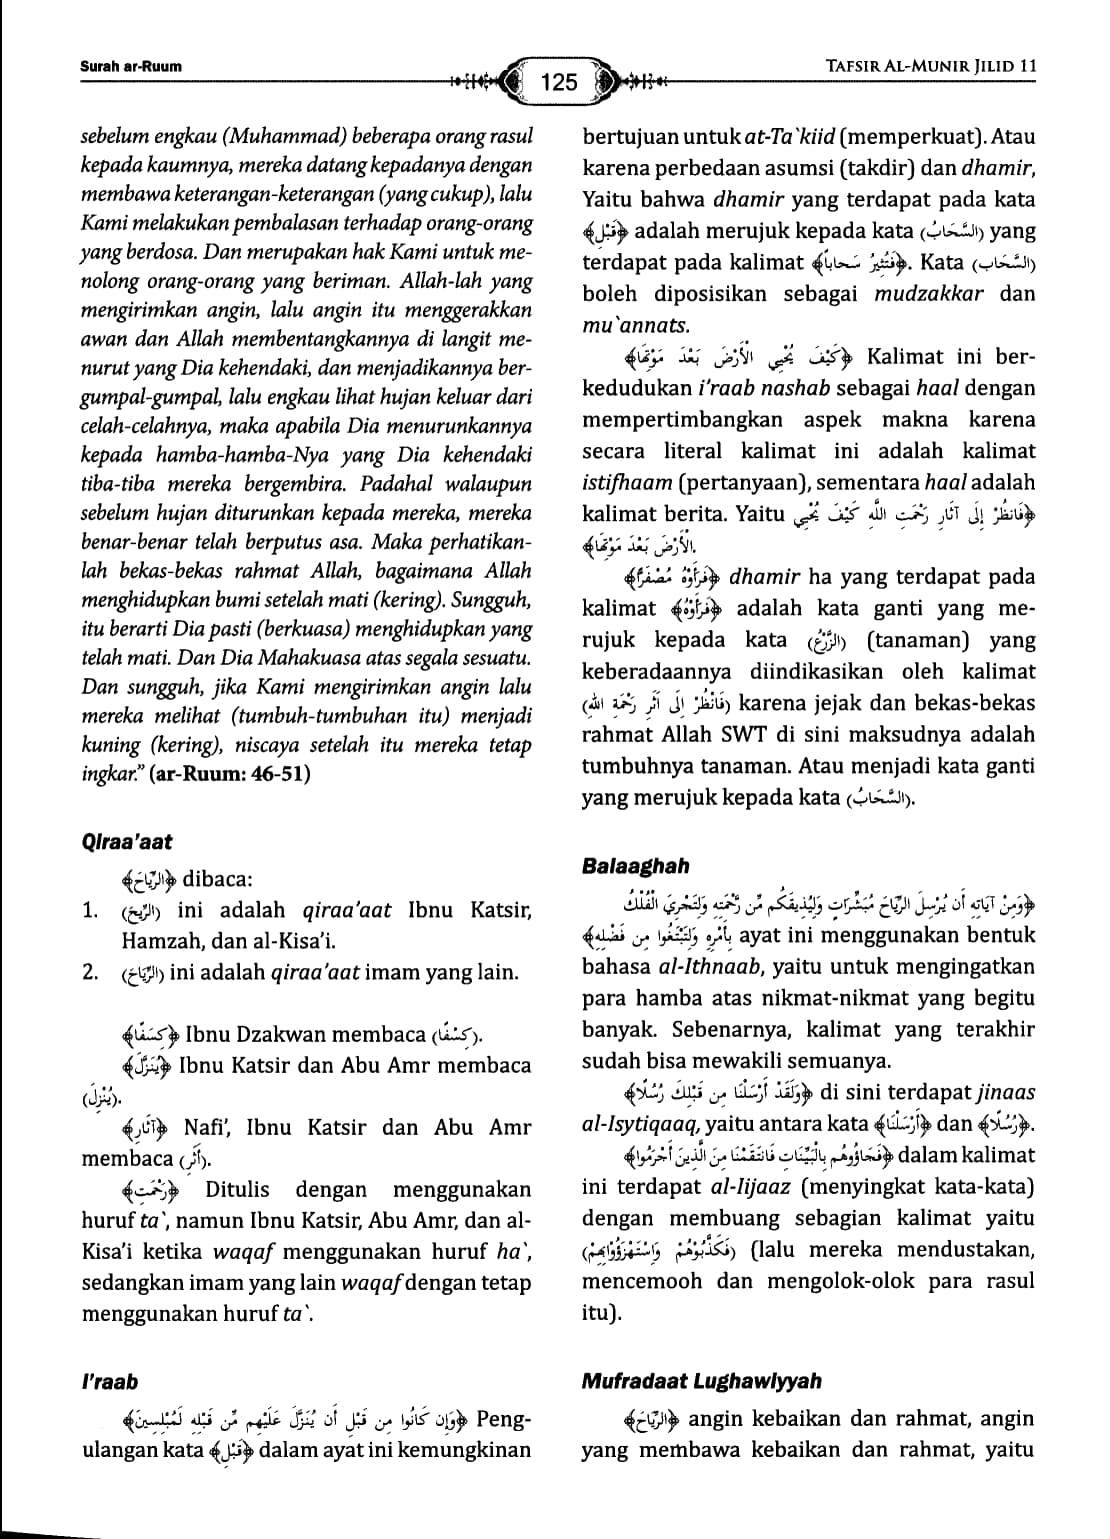 Surah ar-Ruum
125
TAFSIR AL-MUNIR JILID 11
sebelum engkau (Muhammad) beberapa orang rasul
kepada kaumnya, mereka datang kepadanya dengan
membawa keterangan-keterangan (yang cukup), lalu
Kami melakukan pembalasan terhadap orang-orang
yang berdosa. Dan merupakan hak Kami untuk me-
nolong orang-orang yang beriman. Allah-lah yang
mengirimkan angin, lalu angin itu menggerakkan
awan dan Allah membentangkannya di langit me-
nurut yang Dia kehendaki, dan menjadikannya ber-
gumpal-gumpal, lalu engkau lihat hujan keluar dari
celah-celahnya, maka apabila Dia menurunkannya
kepada hamba-hamba-Nya yang Dia kehendaki
tiba-tiba mereka bergembira. Padahal walaupun
sebelum hujan diturunkan kepada mereka, mereka
benar-benar telah berputus asa. Maka perhatikan-
lah bekas-bekas rahmat Allah, bagaimana Allah
menghidupkan bumi setelah mati (kering). Sungguh,
itu berarti Dia pasti (berkuasa) menghidupkan yang
telah mati. Dan Dia Mahakuasa atas segala sesuatu.
Dan sungguh, jika Kami mengirimkan angin lalu
mereka melihat (tumbuh-tumbuhan itu) menjadi
kuning (kering), niscaya setelah itu mereka tetap
ingkar.” (ar-Ruum: 46-51)
Qiraa’aat
﴿الرِّيَاحَ﴾ dibaca:
1. (الرِّيحَ) ini adalah qiraa’aat Ibnu Katsir,
Hamzah, dan al-Kisa’i.
2. (الرِّيَاحَ) ini adalah qiraa’aat imam yang lain.
﴿كِسَفًا﴾ Ibnu Dzakwan membaca (كِسْفًا).
﴿يُنَزَّلَ﴾ Ibnu Katsir dan Abu Amr membaca
(يُنْزَلَ).
﴿آثَارِ﴾ Nafi’, Ibnu Katsir dan Abu Amr
membaca (أَثَرِ).
﴿رَحْمَتِ﴾ Ditulis dengan menggunakan
huruf ta`, namun Ibnu Katsir, Abu Amr, dan al-
Kisa’i ketika waqaf menggunakan huruf ha`,
sedangkan imam yang lain waqaf dengan tetap
menggunakan huruf ta`.
I’raab
﴿وَإِن كَانُوا مِن قَبْلِ أَن يُنَزَّلَ عَلَيْهِم مِّن قَبْلِهِ لَمُبْلِسِينَ﴾ Peng-
ulangan kata ﴿قَبْلِ﴾ dalam ayat ini kemungkinan
bertujuan untuk at-Ta`kiid (memperkuat). Atau
karena perbedaan asumsi (takdir) dan dhamir,
Yaitu bahwa dhamir yang terdapat pada kata
﴿قَبْلِ﴾ adalah merujuk kepada kata (السَّحَابُ) yang
terdapat pada kalimat ﴿فَتُثِيرُ سَحَاباً﴾. Kata (السَّحَاب)
boleh diposisikan sebagai mudzakkar dan
mu`annats.
﴿كَيْفَ يُحْيِي الْأَرْضَ بَعْدَ مَوْتِهَا﴾ Kalimat ini ber-
kedudukan i’raab nashab sebagai haal dengan
mempertimbangkan aspek makna karena
secara literal kalimat ini adalah kalimat
istifhaam (pertanyaan), sementara haal adalah
kalimat berita. Yaitu ﴿فَانظُرْ إِلَى آثَارِ رَحْمَتِ اللَّهِ كَيْفَ يُحْيِي
الْأَرْضَ بَعْدَ مَوْتِهَا﴾.
﴿فَرَأَوْهُ مُصْفَرًّا﴾ dhamir ha yang terdapat pada
kalimat ﴿فَرَأَوْهُ﴾ adalah kata ganti yang me-
rujuk kepada kata (الزَّرْعُ) (tanaman) yang
keberadaannya diindikasikan oleh kalimat
(فَانْظُرْ إِلَى أَثَرِ رَحْمَةِ اللهِ) karena jejak dan bekas-bekas
rahmat Allah SWT di sini maksudnya adalah
tumbuhnya tanaman. Atau menjadi kata ganti
yang merujuk kepada kata (السَّحَابُ).
Balaaghah
﴿وَمِنْ آيَاتِهِ أَن يُرْسِلَ الرِّيَاحَ مُبَشِّرَاتٍ وَلِيُذِيقَكُم مِّن رَّحْمَتِهِ وَلِتَجْرِيَ الْفُلْكُ
بِأَمْرِهِ وَلِتَبْتَغُوا مِن فَضْلِهِ﴾ ayat ini menggunakan bentuk
bahasa al-Ithnaab, yaitu untuk mengingatkan
para hamba atas nikmat-nikmat yang begitu
banyak. Sebenarnya, kalimat yang terakhir
sudah bisa mewakili semuanya.
﴿وَلَقَدْ أَرْسَلْنَا مِن قَبْلِكَ رُسُلًا﴾ di sini terdapat jinaas
al-Isytiqaaq, yaitu antara kata ﴿أَرْسَلْنَا﴾ dan ﴿رُسُلًا﴾.
﴿فَجَاؤُوهُم بِالْبَيِّنَاتِ فَانتَقَمْنَا مِنَ الَّذِينَ أَجْرَمُوا﴾ dalam kalimat
ini terdapat al-Iijaaz (menyingkat kata-kata)
dengan membuang sebagian kalimat yaitu
(فَكَذَّبُوْهُمْ وَاسْتَهْزَؤُوْابِهِمْ) (lalu mereka mendustakan,
mencemooh dan mengolok-olok para rasul
itu).
Mufradaat Lughawiyyah
﴿الرِّيَاحَ﴾ angin kebaikan dan rahmat, angin
yang membawa kebaikan dan rahmat, yaitu